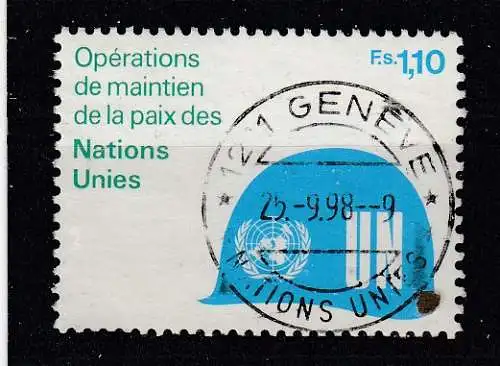 Opérations
de maintien
de la paix des
Nations
Unies
F.s.1,10
1211 GENÈVE
25.-9.98--9
NATIONS UNIES
UN